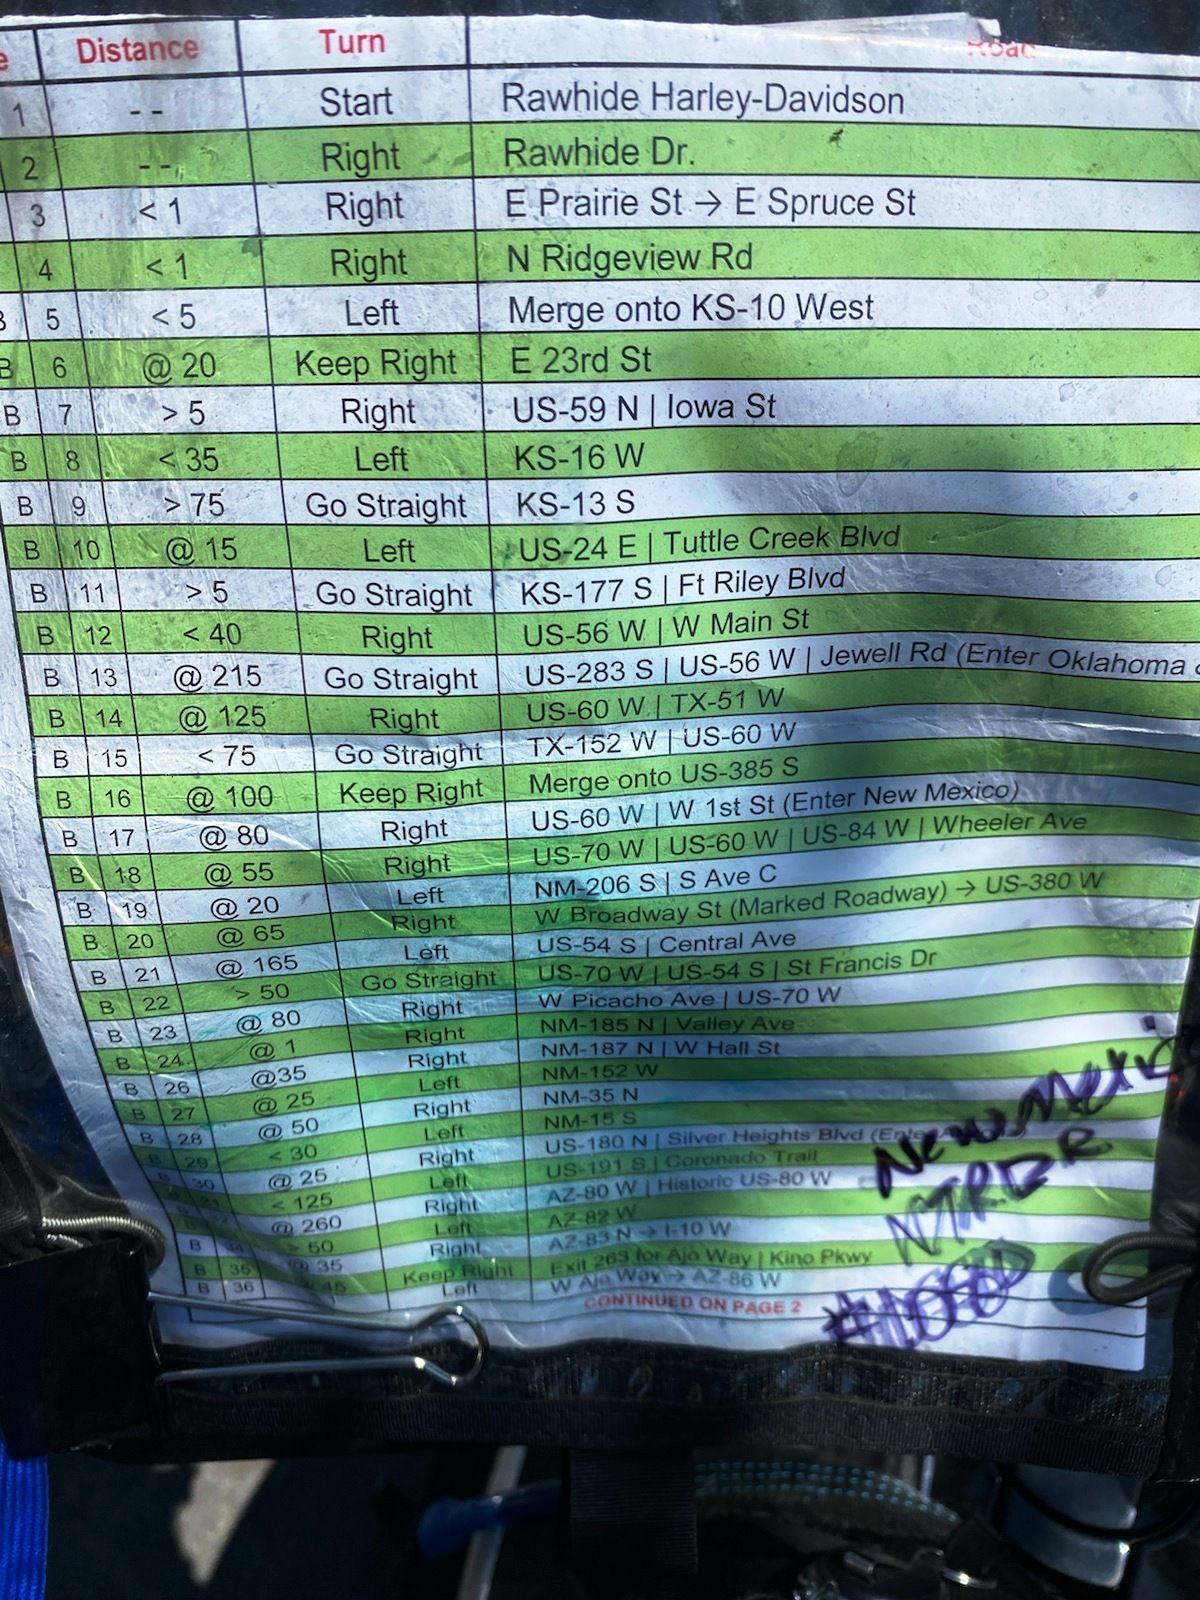 e Distance Turn Road
1 -- Start Rawhide Harley-Davidson
2 -- Right Rawhide Dr.
3 < 1 Right E Prairie St → E Spruce St
4 < 1 Right N Ridgeview Rd
B 5 < 5 Left Merge onto KS-10 West
B 6 @ 20 Keep Right E 23rd St
B 7 > 5 Right US-59 N | Iowa St
B 8 < 35 Left KS-16 W
B 9 > 75 Go Straight KS-13 S
B 10 @ 15 Left US-24 E | Tuttle Creek Blvd
B 11 > 5 Go Straight KS-177 S | Ft Riley Blvd
B 12 < 40 Right US-56 W | W Main St
B 13 @ 215 Go Straight US-283 S | US-56 W | Jewell Rd (Enter Oklahoma
B 14 @ 125 Right US-60 W | TX-51 W
B 15 < 75 Go Straight TX-152 W | US-60 W
B 16 @ 100 Keep Right Merge onto US-385 S
B 17 @ 80 Right US-60 W | W 1st St (Enter New Mexico)
B 18 @ 55 Right US-70 W | US-60 W | US-84 W | Wheeler Ave
B 19 @ 20 Left NM-206 S | S Ave C
B 20 @ 65 Right W Broadway St (Marked Roadway) → US-380 W
B 21 @ 165 Left US-54 S | Central Ave
B 22 > 50 Go Straight US-70 W | US-54 S | St Francis Dr
B 23 @ 80 Right W Picacho Ave | US-70 W
B 24 @ 1 Right NM-185 N | Valley Ave
B 26 @35 Right NM-187 N | W Hall St
B 27 @ 25 Left NM-152 W
B 28 @ 50 Right NM-35 N
B 29 < 30 Left NM-15 S
B 30 @ 25 Right US-180 N | Silver Heights Blvd (Enter
< 125 Left US-191 S | Coronado Trail
@ 260 Right AZ-80 W | Historic US-80 W
> 50 Left AZ-82 W
B 35 Right AZ-83 N → I-10 W
B 35 Keep Right Exit 263 for Ajo Way | Kino Pkwy
B 36 45 Left W Ajo Way → AZ-86 W
CONTINUED ON PAGE 2
New Mexico